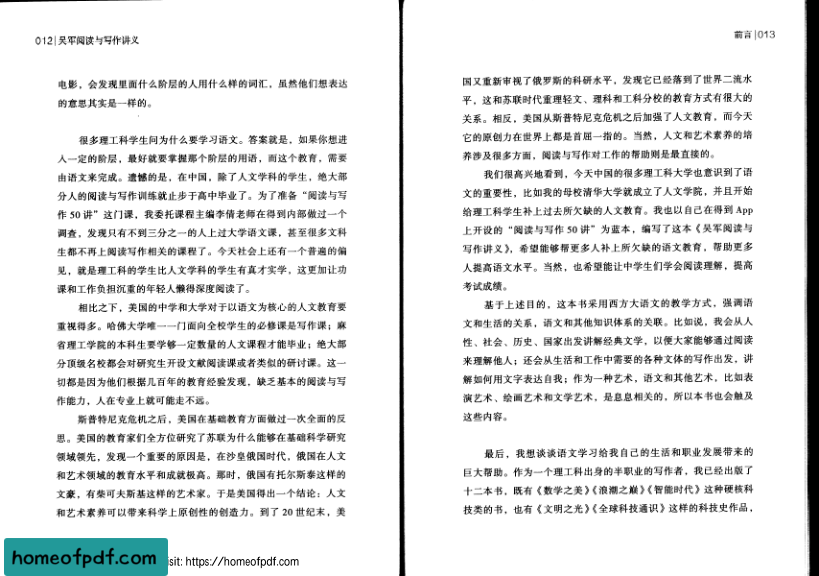 012|吴军阅读与写作讲义
电影，会发现里面什么阶层的人用什么样的词汇，虽然他们想表达
的意思其实是一样的。
很多理工科学生问为什么要学习语文。答案就是，如果你想进
入一定的阶层，最好就要掌握那个阶层的用语，而这个教育，需要
由语文来完成。遗憾的是，在中国，除了人文学科的学生，绝大部
分人的阅读与写作训练就止步于高中毕业了。为了准备“阅读与写
作 50 讲”这门课，我委托课程主编李倩老师在得到内部做过一个
调查，发现只有不到三分之一的人上过大学语文课，甚至很多文科
生都不再上阅读写作相关的课程了。今天社会上还有一个普遍的偏
见，就是理工科的学生比人文学科的学生有真才实学，这更加让功
课和工作负担沉重的年轻人懒得深度阅读了。
相比之下，美国的中学和大学对于以语文为核心的人文教育要
重视得多。哈佛大学唯一一门面向全校学生的必修课是写作课；麻
省理工学院的本科生要学够一定数量的人文课程才能毕业；绝大部
分顶级名校都会对研究生开设文献阅读课或者类似的研讨课。这一
切都是因为他们根据几百年的教育经验发现，缺乏基本的阅读与写
作能力，人在专业上就可能走不远。
斯普特尼克危机之后，美国在基础教育方面做过一次全面的反
思。美国的教育家们全方位研究了苏联为什么能够在基础科学研究
领域领先，发现一个重要的原因是，在沙皇俄国时代，俄国在人文
和艺术领域的教育水平和成就极高。那时，俄国有托尔斯泰这样的
文豪，有柴可夫斯基这样的艺术家。于是美国得出一个结论：人文
和艺术素养可以带来科学上原创性的创造力。到了 20 世纪末，美
homeofpdf.com
isit: https://homeofpdf.com
前言|013
国又重新审视了俄罗斯的科研水平，发现它已经落到了世界二流水
平，这和苏联时代重理轻文、理科和工科分校的教育方式有很大的
关系。相反，美国从斯普特尼克危机之后加强了人文教育，而今天
它的原创力在世界上都是首屈一指的。当然，人文和艺术素养的培
养涉及很多方面，阅读与写作对工作的帮助则是最直接的。
我们很高兴地看到，今天中国的很多理工科大学也意识到了语
文的重要性，比如我的母校清华大学就成立了人文学院，并且开始
给理工科学生补上过去所欠缺的人文教育。我也以自己在得到 App
上开设的“阅读与写作 50 讲”为蓝本，编写了这本《吴军阅读与
写作讲义》，希望能够帮更多人补上所欠缺的语文教育，帮助更多
人提高语文水平。当然，也希望能让中学生们学会阅读理解，提高
考试成绩。
基于上述目的，这本书采用西方大语文的教学方式，强调语
文和生活的关系，语文和其他知识体系的关联。比如说，我会从人
性、社会、历史、国家出发讲解经典文学，以便大家能够通过阅读
来理解他人；还会从生活和工作中需要的各种文体的写作出发，讲
解如何用文字表达自我；作为一种艺术，语文和其他艺术，比如表
演艺术、绘画艺术和文学艺术，是息息相关的，所以本书也会触及
这些内容。
最后，我想谈谈语文学习给我自己的生活和职业发展带来的
巨大帮助。作为一个理工科出身的半职业的写作者，我已经出版了
十二本书，既有《数学之美》《浪潮之巅》《智能时代》这种硬核科
技类的书，也有《文明之光》《全球科技通识》这样的科技史作品，